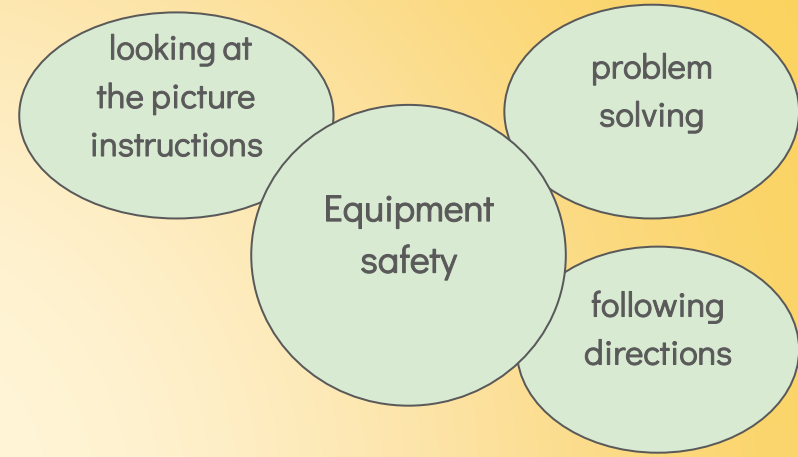 looking at
the picture
instructions
problem
solving
Equipment
safety
following
directions